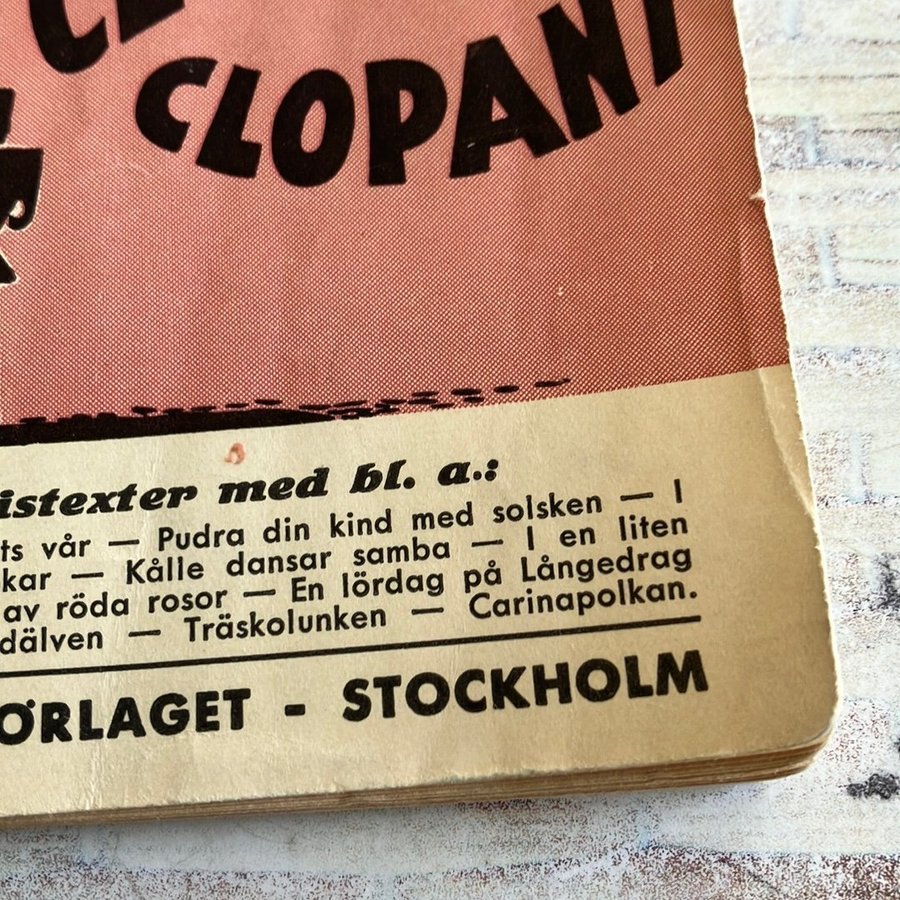 CLOPANI
istexter med bl. a.:
ts vår — Pudra din kind med solsken — I
kar — Kålle dansar samba — I en liten
av röda rosor — En lördag på Långedrag
dälven — Träskolunken — Carinapolkan.
ÖRLAGET - STOCKHOLM